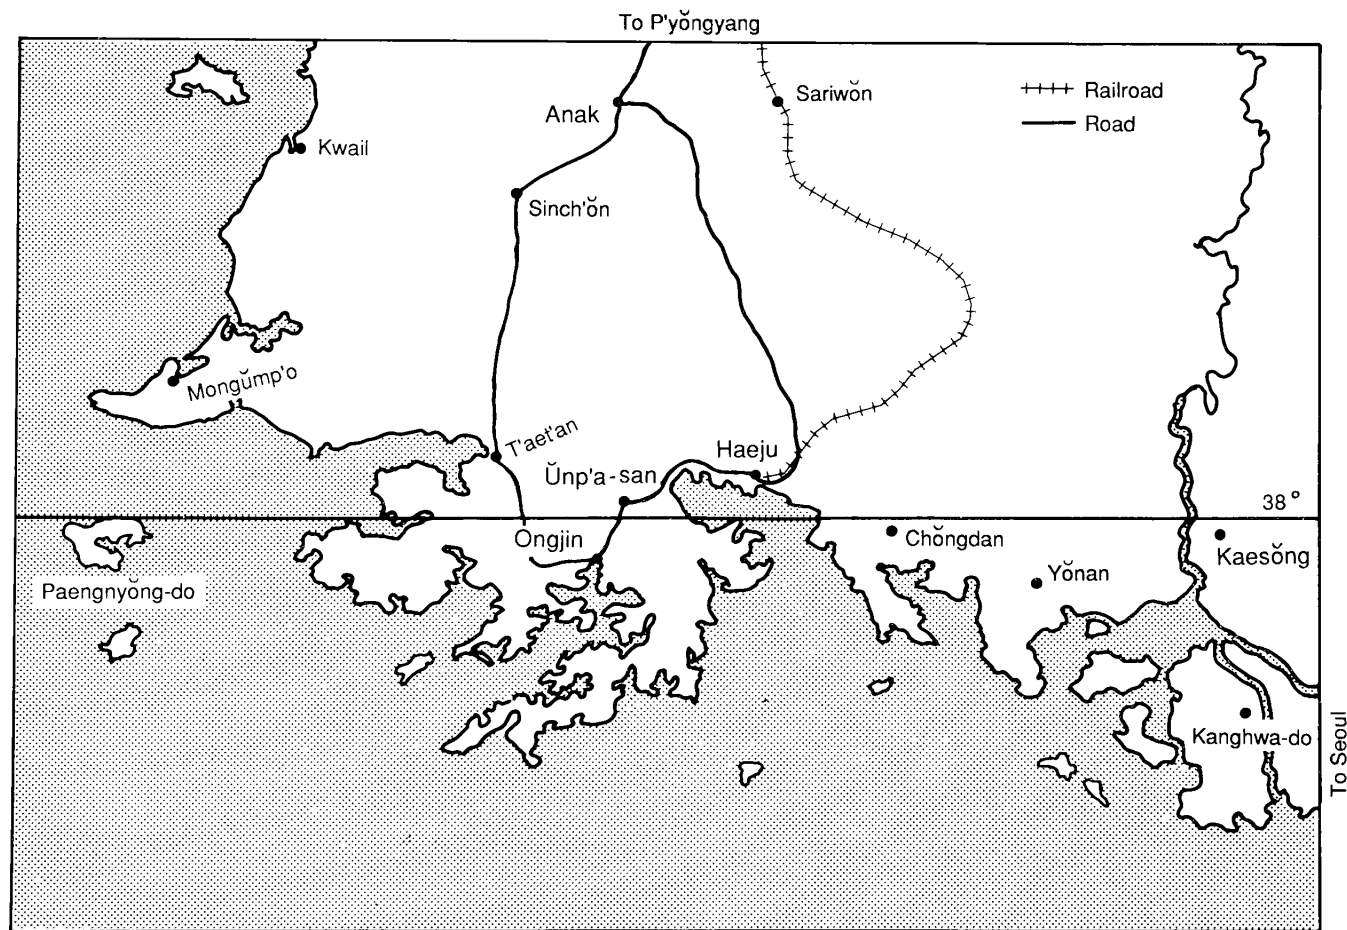 To P'yŏngyang
Sariwŏn
Railroad
Anak
Road
Kwail
Sinch'ŏn
Mongŭmp'o
T'aet'an
Haeju
Ŭnp'a-san
38°
Ongjin
Chŏngdan
Kaesŏng
Yŏnan
Paengnyŏng-do
Kanghwa-do
To Seoul